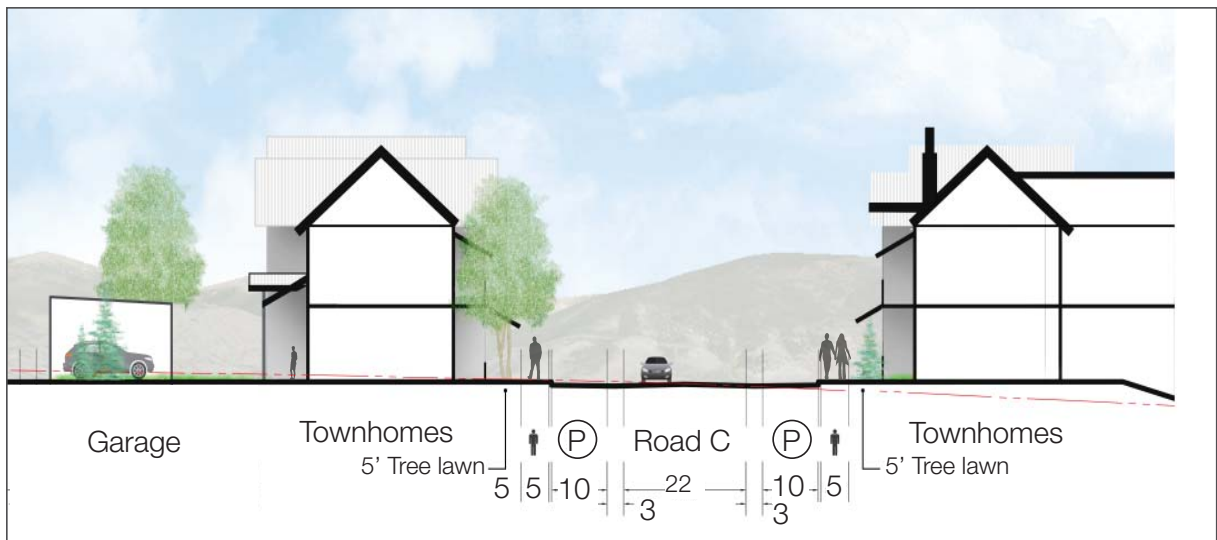 Garage
Townhomes
5’ Tree lawn
P
Road C
P
Townhomes
5’ Tree lawn
5 5 10 22 10 5
3 3